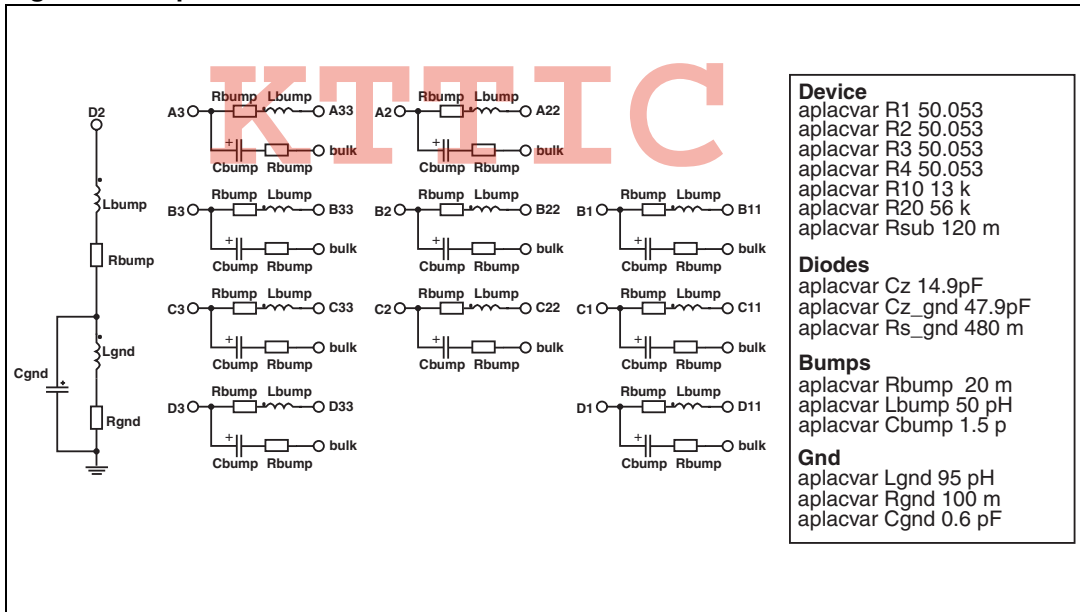 KTTIC
D2
Lbump
Rbump
Lgnd
Cgnd
Rgnd
Rbump Lbump
A3 A33
+
bulk
Cbump Rbump
Rbump Lbump
A2 A22
+
bulk
Cbump Rbump
Rbump Lbump
B3 B33
+
bulk
Cbump Rbump
Rbump Lbump
B2 B22
+
bulk
Cbump Rbump
Rbump Lbump
B1 B11
+
bulk
Cbump Rbump
Rbump Lbump
C3 C33
+
bulk
Cbump Rbump
Rbump Lbump
C2 C22
+
bulk
Cbump Rbump
Rbump Lbump
C1 C11
+
bulk
Cbump Rbump
Rbump Lbump
D3 D33
+
bulk
Cbump Rbump
Rbump Lbump
D1 D11
+
bulk
Cbump Rbump
Device
aplacvar R1 50.053
aplacvar R2 50.053
aplacvar R3 50.053
aplacvar R4 50.053
aplacvar R10 13 k
aplacvar R20 56 k
aplacvar Rsub 120 m
Diodes
aplacvar Cz 14.9pF
aplacvar Cz_gnd 47.9pF
aplacvar Rs_gnd 480 m
Bumps
aplacvar Rbump 20 m
aplacvar Lbump 50 pH
aplacvar Cbump 1.5 p
Gnd
aplacvar Lgnd 95 pH
aplacvar Rgnd 100 m
aplacvar Cgnd 0.6 pF